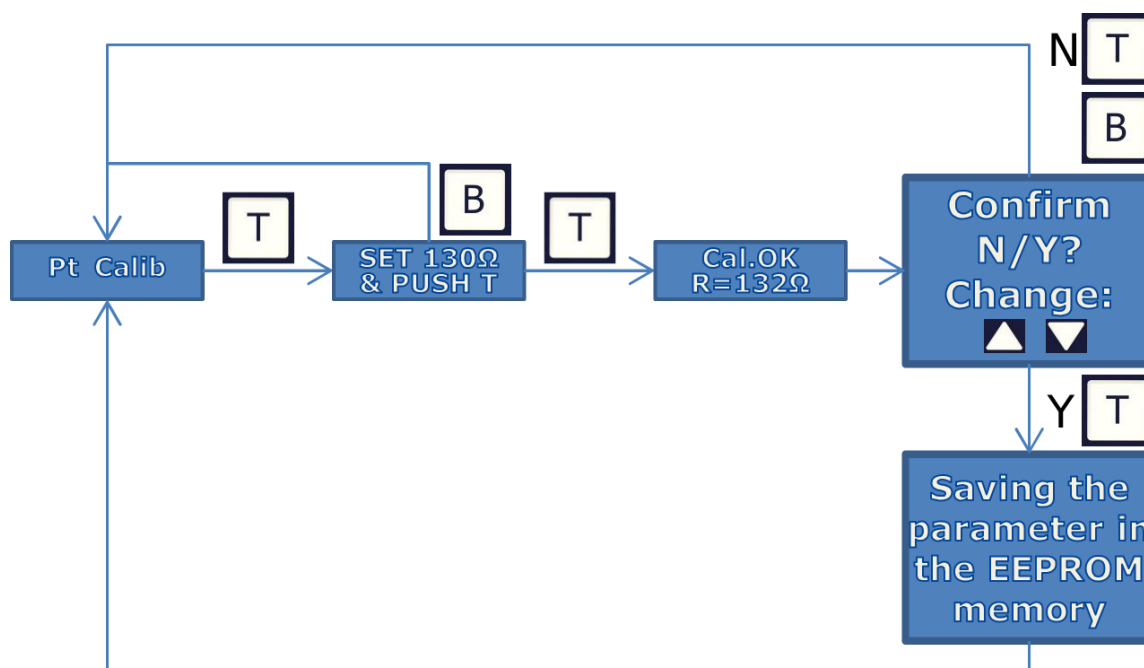 N T
B
B
T
T
Confirm
N/Y?
Change:
Pt Calib
SET 130Ω
& PUSH T
Cal.OK
R=132Ω
Y T
Saving the
parameter in
the EEPROM
memory